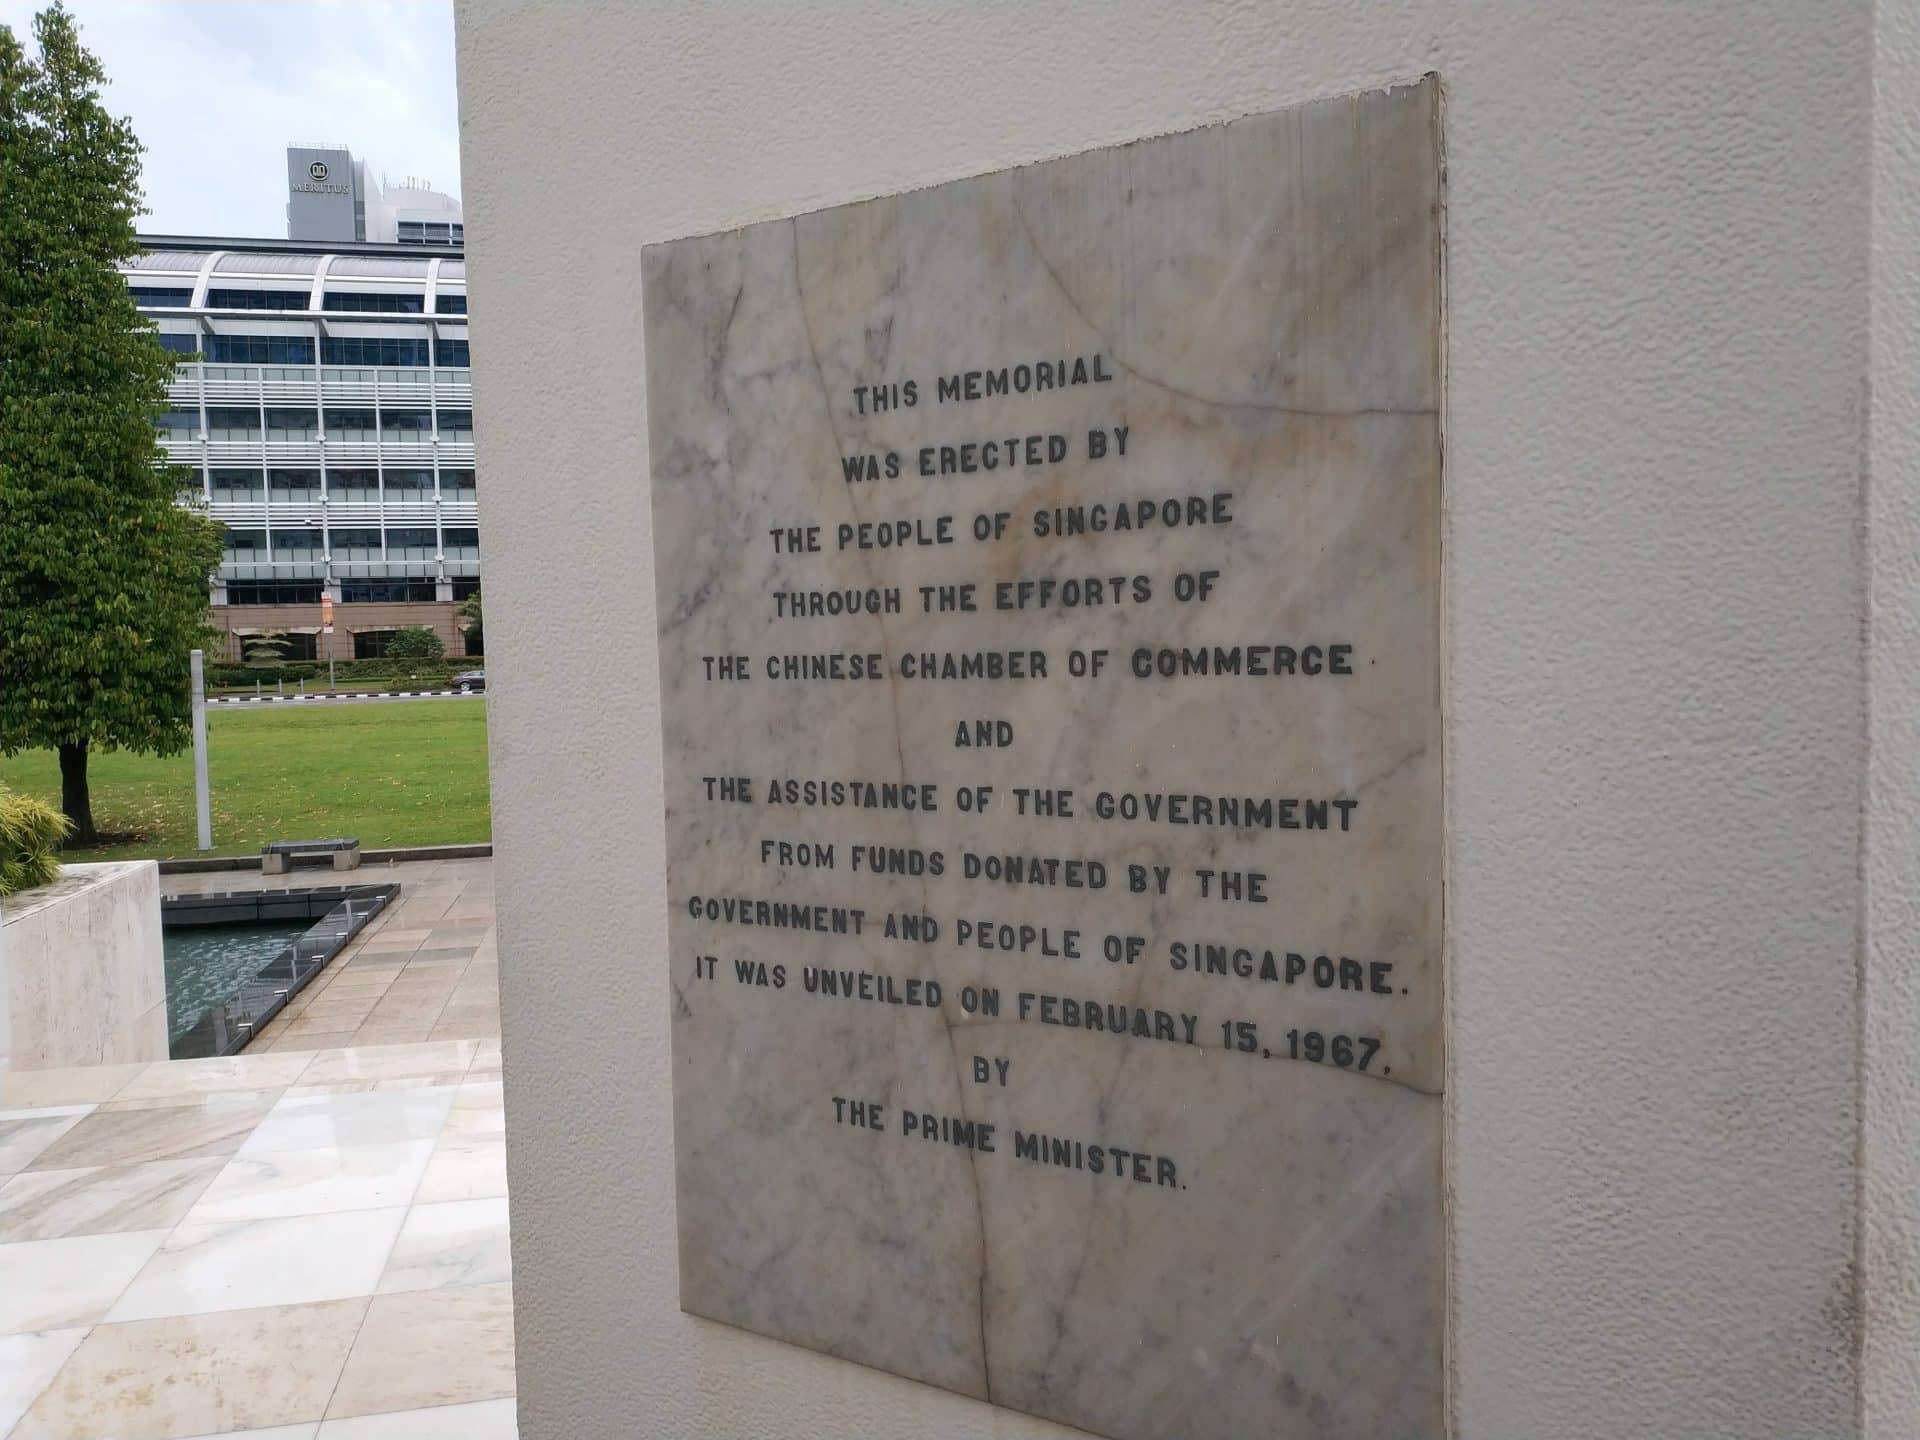 MERITUS
THIS MEMORIAL
WAS ERECTED BY
THE PEOPLE OF SINGAPORE
THROUGH THE EFFORTS OF
THE CHINESE CHAMBER OF COMMERCE
AND
THE ASSISTANCE OF THE GOVERNMENT
FROM FUNDS DONATED BY THE
GOVERNMENT AND PEOPLE OF SINGAPORE.
IT WAS UNVEILED ON FEBRUARY 15, 1967,
BY
THE PRIME MINISTER.